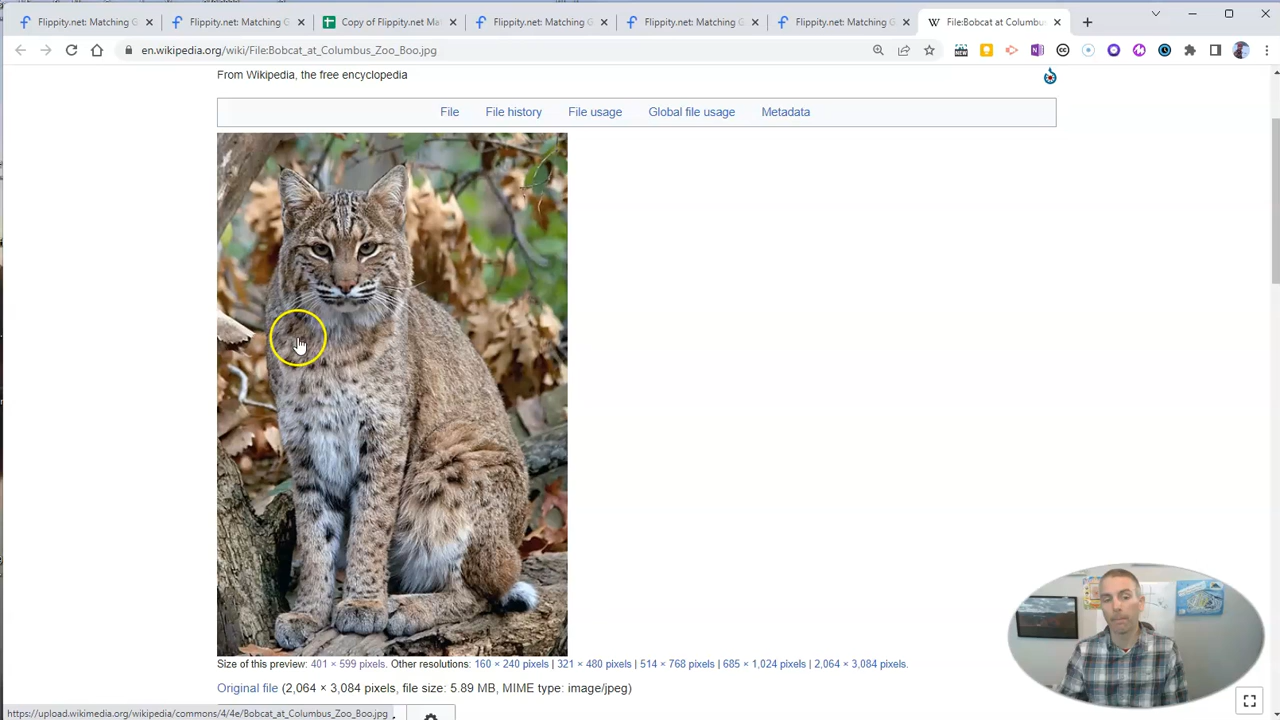 Flippity.net: Matching G
Flippity.net: Matching G
Copy of Flippity.net Mat
Flippity.net: Matching G
Flippity.net: Matching G
Flippity.net: Matching G
File:Bobcat at Columbus
en.wikipedia.org/wiki/File:Bobcat_at_Columbus_Zoo_Boo.jpg
From Wikipedia, the free encyclopedia
File File history File usage Global file usage Metadata
Size of this preview: 401 × 599 pixels. Other resolutions: 160 × 240 pixels | 321 × 480 pixels | 514 × 768 pixels | 685 × 1,024 pixels | 2,064 × 3,084 pixels.
Original file (2,064 × 3,084 pixels, file size: 5.89 MB, MIME type: image/jpeg)
https://upload.wikimedia.org/wikipedia/commons/4/4e/Bobcat_at_Columbus_Zoo_Boo.jpg